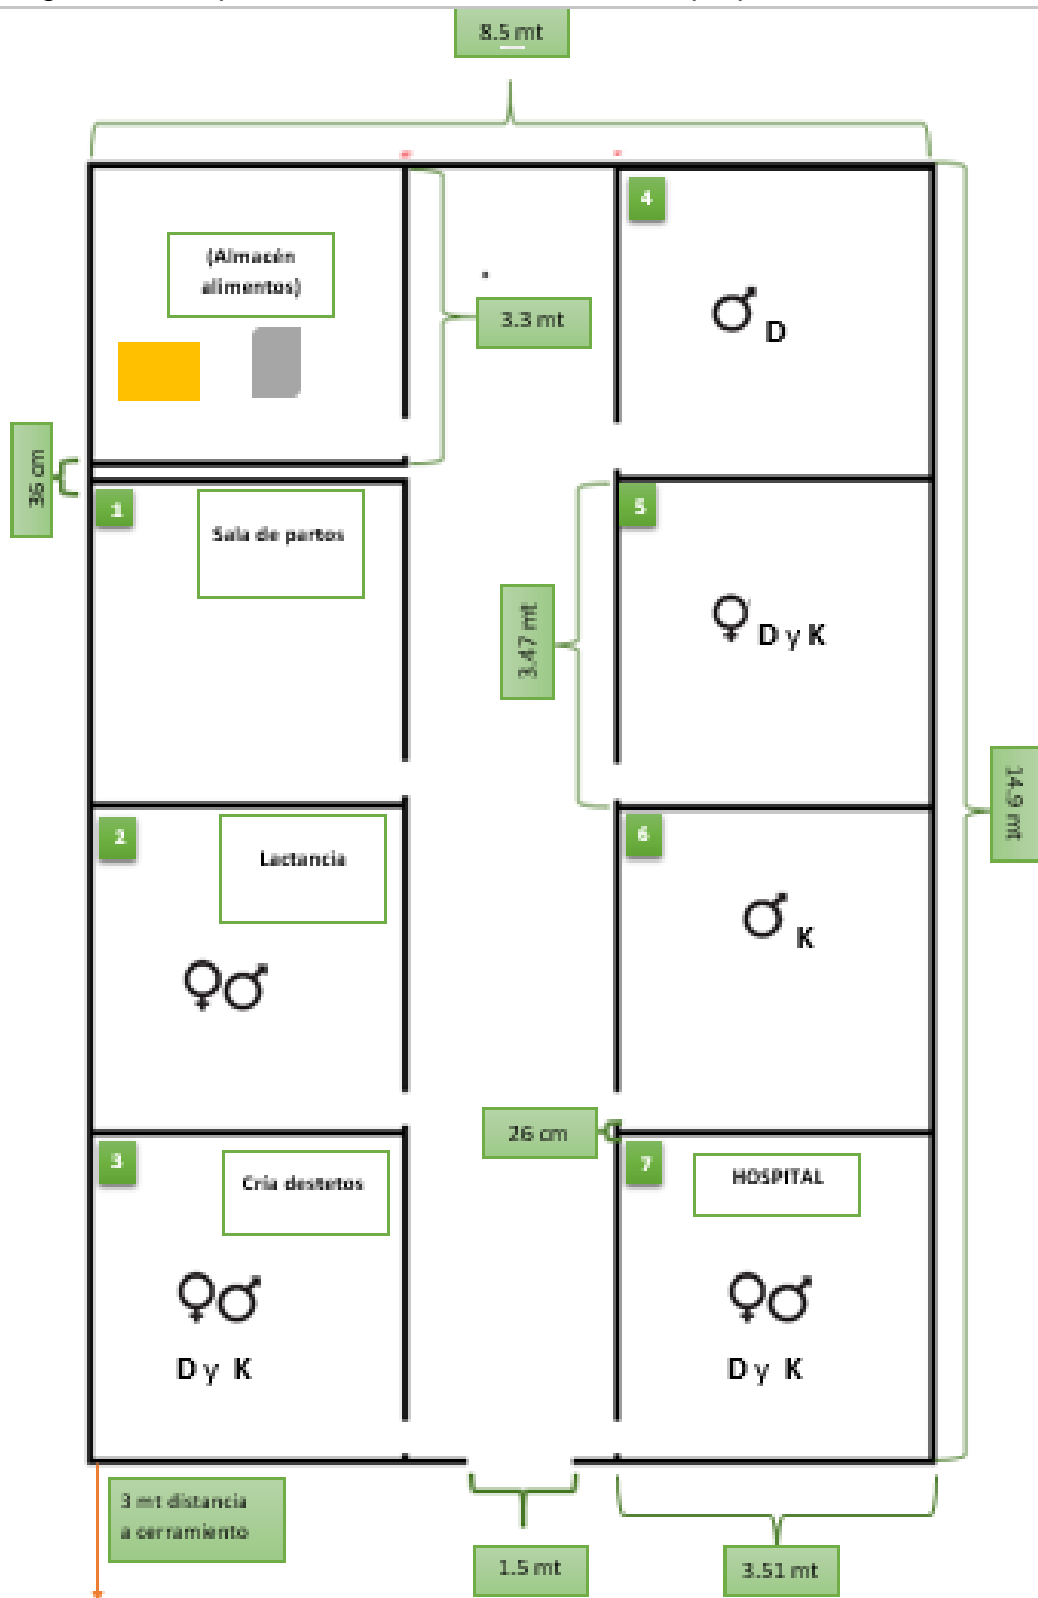 8.5 mt
4
(Almacén
alimentos)
3.3 mt
♂ D
36 cm
1
Sala de partos
5
3.47 mt
♀ D y K
14.9 mt
2
Lactancia
6
♂ K
♀♂
26 cm
3
Cria destetos
7
HOSPITAL
♀♂
D y K
♀♂
D y K
3 mt distancia
a cerramiento
1.5 mt
3.51 mt